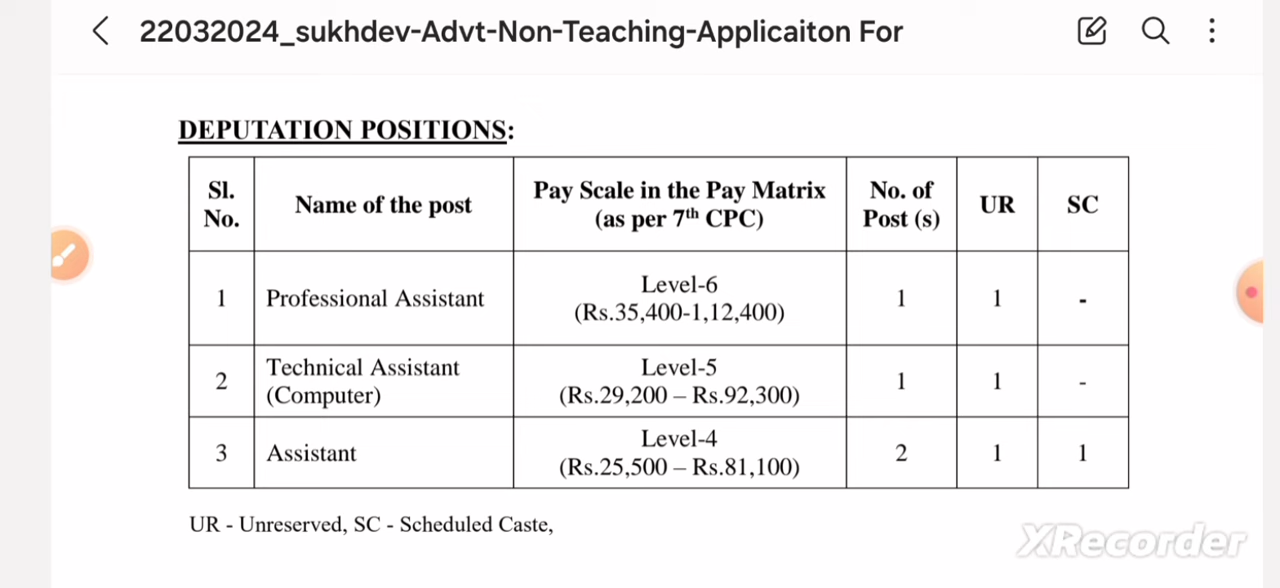 22032024_sukhdev-Advt-Non-Teaching-Applicaiton For
DEPUTATION POSITIONS:
Sl. No. Name of the post Pay Scale in the Pay Matrix (as per 7th CPC) No. of Post (s) UR SC
1 Professional Assistant Level-6 (Rs.35,400-1,12,400) 1 1 -
2 Technical Assistant (Computer) Level-5 (Rs.29,200 – Rs.92,300) 1 1 -
3 Assistant Level-4 (Rs.25,500 – Rs.81,100) 2 1 1
UR - Unreserved, SC - Scheduled Caste,
XRecorder